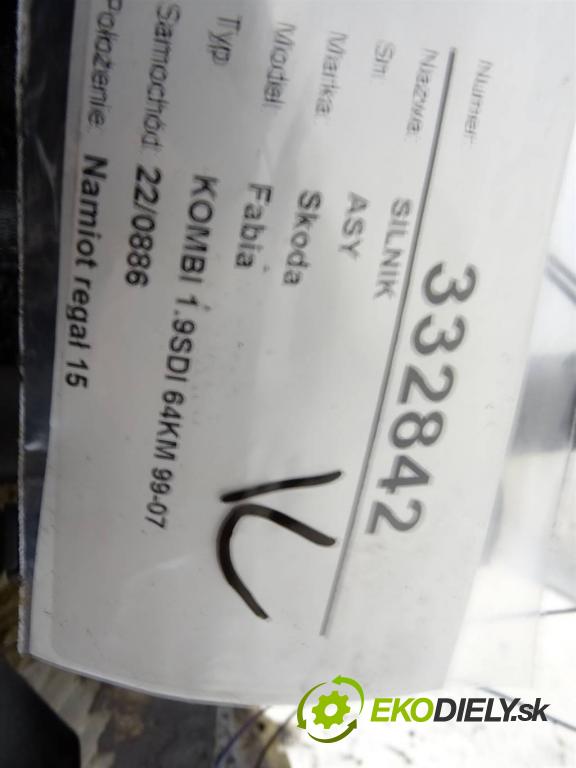 Numer: 332842
Nazwa: SILNIK
Sn: ASY
Marka: Skoda
Model: Fabia
Typ: KOMBI 1.9SDI 64KM 99-07
Samochód: 22/0886
Położenie: Namiot regał 15
EKODIELY.sk